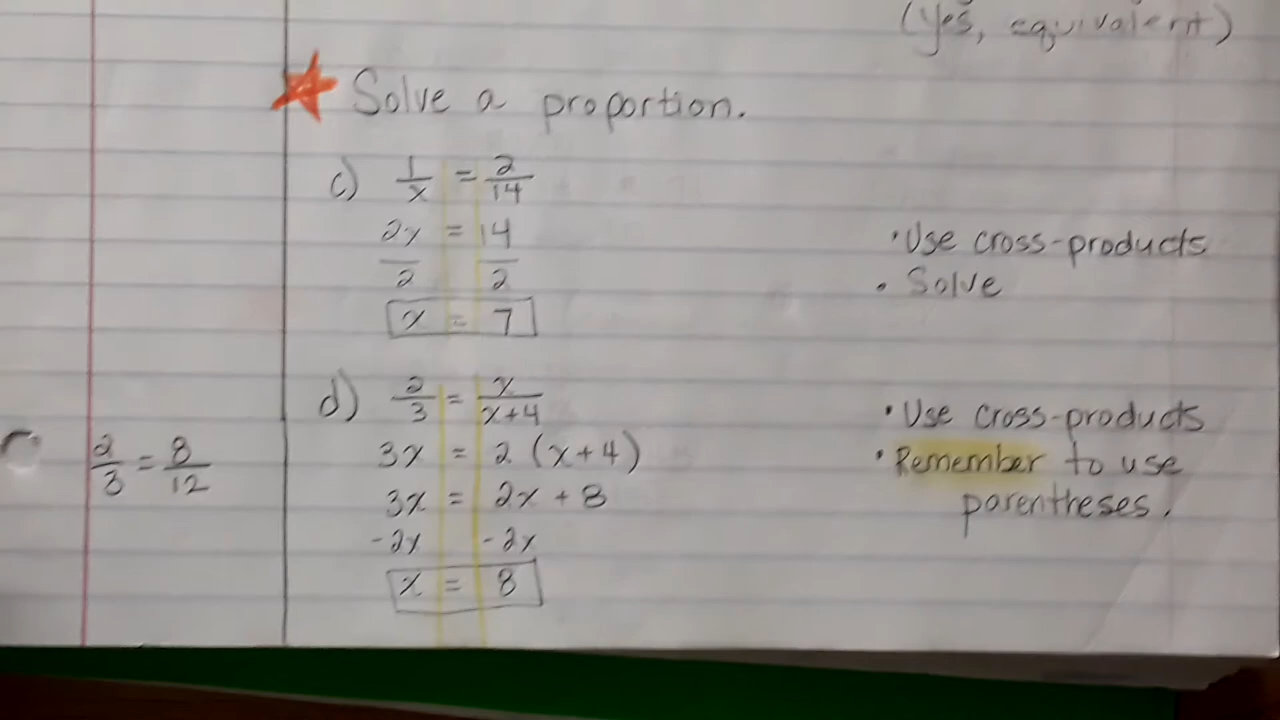 (Yes, equivalent)
Solve a proportion.
c) 1/x = 2/14
2x = 14
2 2
x = 7
• Use cross-products
• Solve
d) 2/3 = x/x+4
3x = 2 (x+4)
3x = 2x + 8
-2x -2x
x = 8
• Use cross-products
• Remember to use
parentheses.
2/3 = 8/12